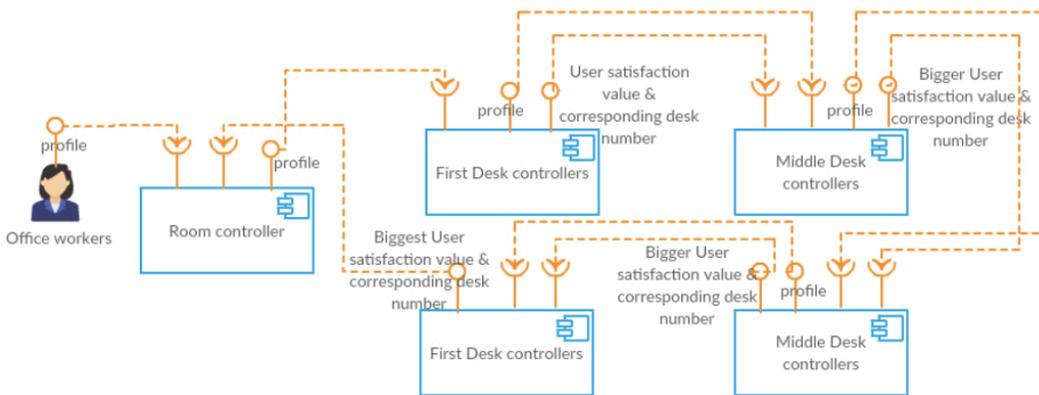 profile
Office workers
Room controller
profile
First Desk controllers
profile
User satisfaction
value &
corresponding desk
number
Middle Desk
controllers
profile
Bigger User
satisfaction value &
corresponding desk
number
Biggest User
satisfaction value &
corresponding desk
number
First Desk controllers
Bigger User
satisfaction value &
corresponding desk
number
profile
Middle Desk
controllers